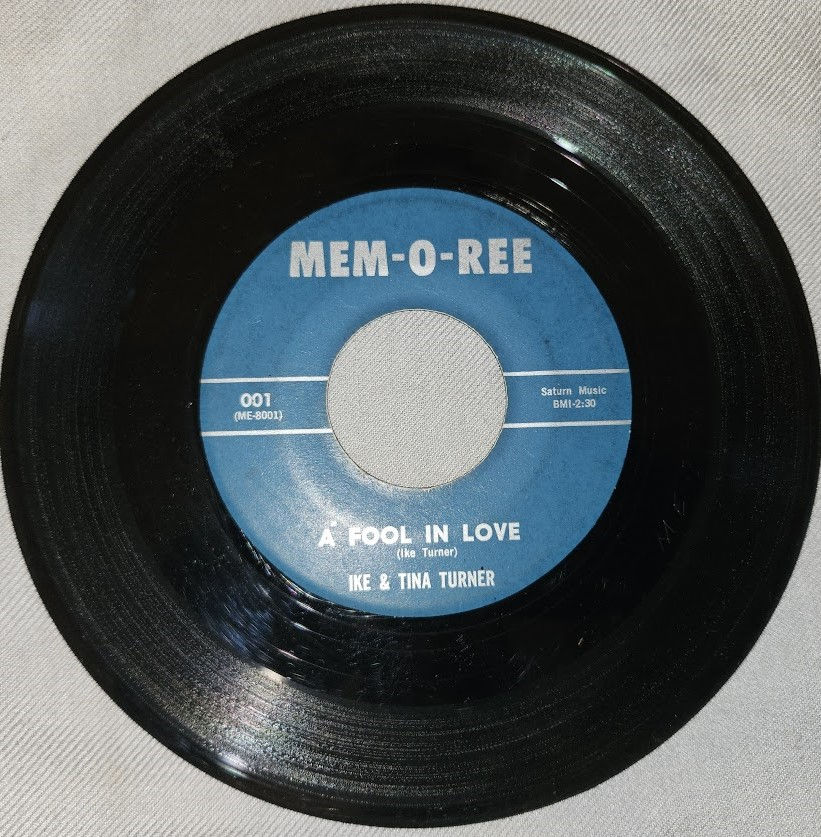 MEM-O-REE
001
(ME-8001)
Saturn Music
BMI-2:30
A FOOL IN LOVE
(Ike Turner)
IKE & TINA TURNER